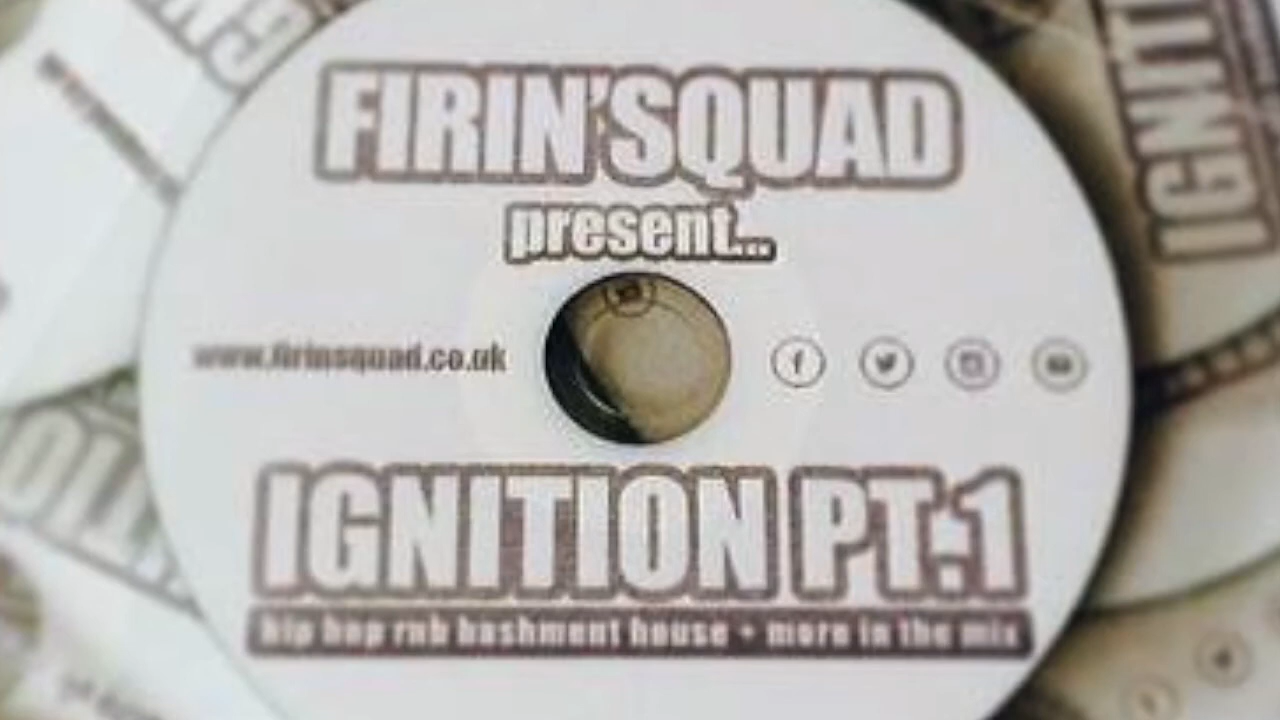 FIRIN'SQUAD
present...
www.firinsquad.co.uk
IGNITION PT.1
hip hop rnb bashment house + more in the mix
IGNITI